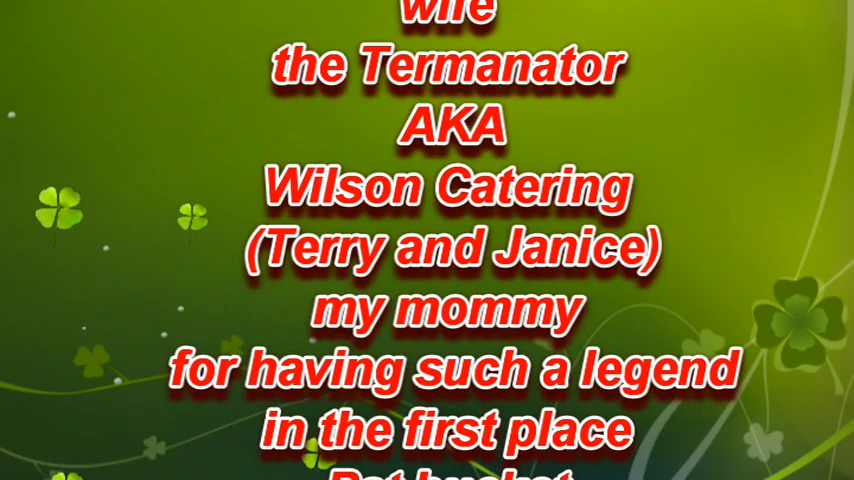 wife
the Termanator
AKA
Wilson Catering
(Terry and Janice)
my mommy
for having such a legend
in the first place